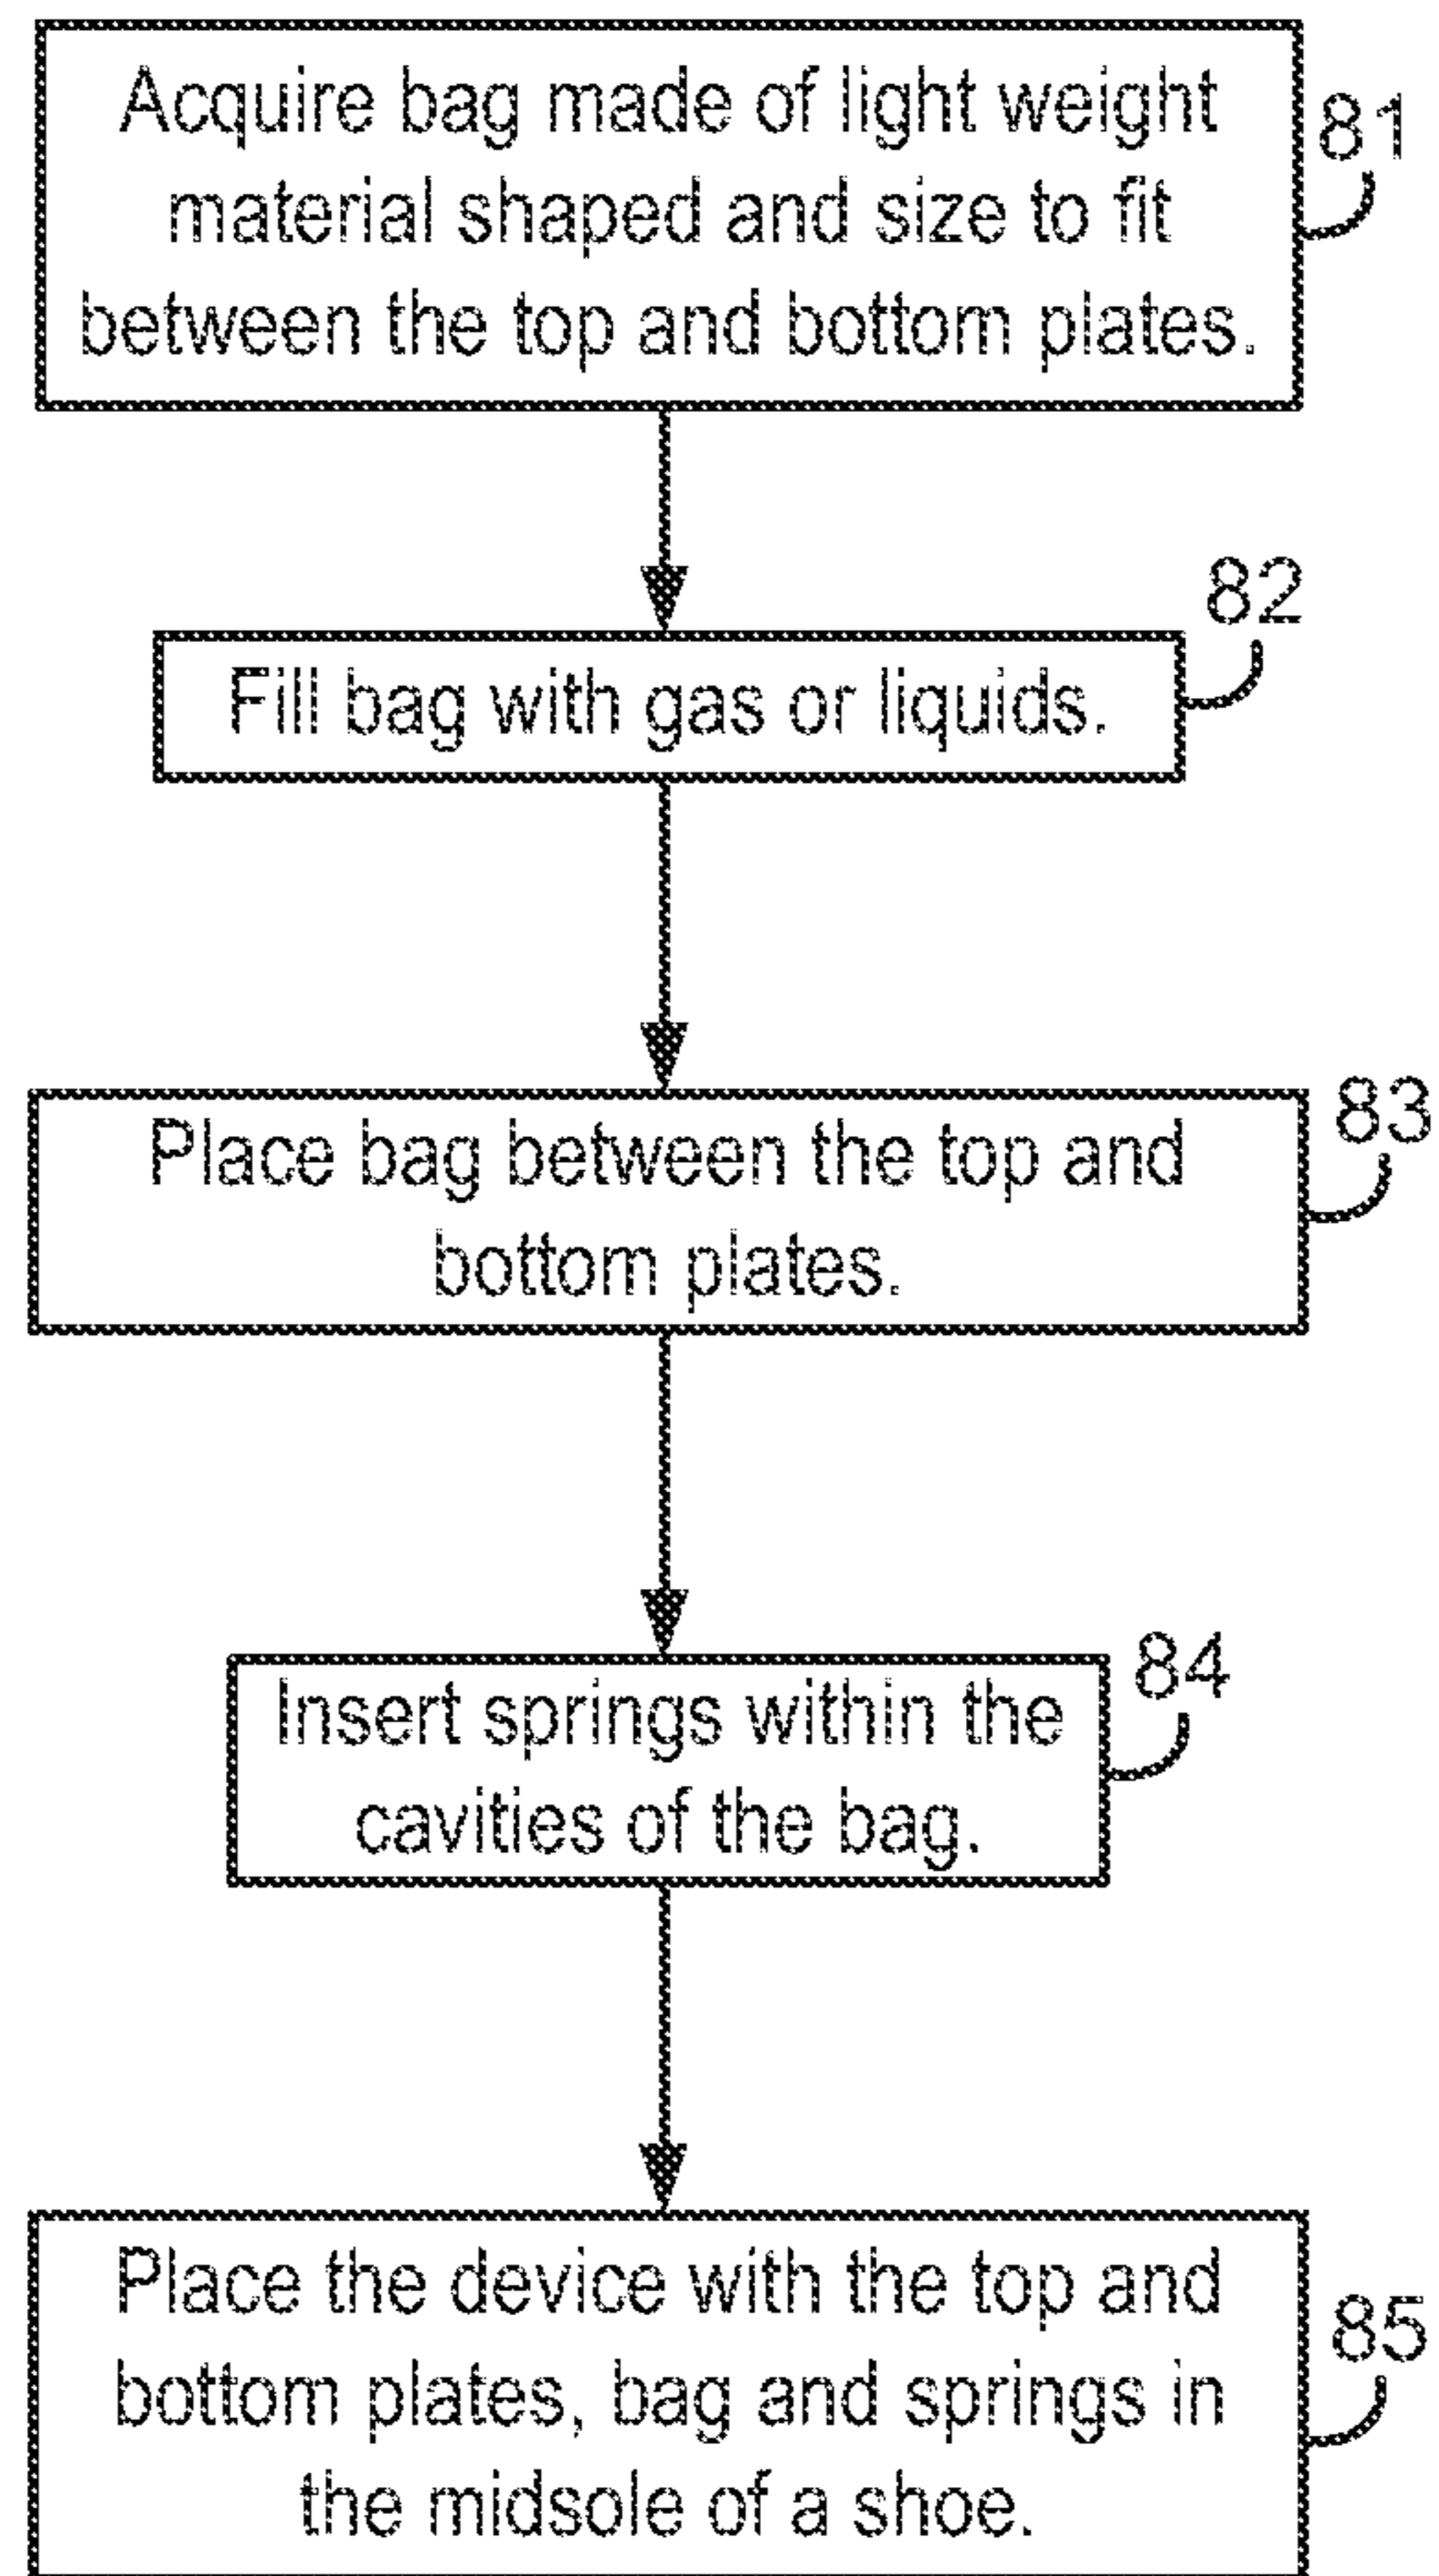 Acquire bag made of light weight
material shaped and size to fit
between the top and bottom plates.
81
Fill bag with gas or liquids.
82
Place bag between the top and
bottom plates.
83
Insert springs within the
cavities of the bag.
84
Place the device with the top and
bottom plates, bag and springs in
the midsole of a shoe.
85